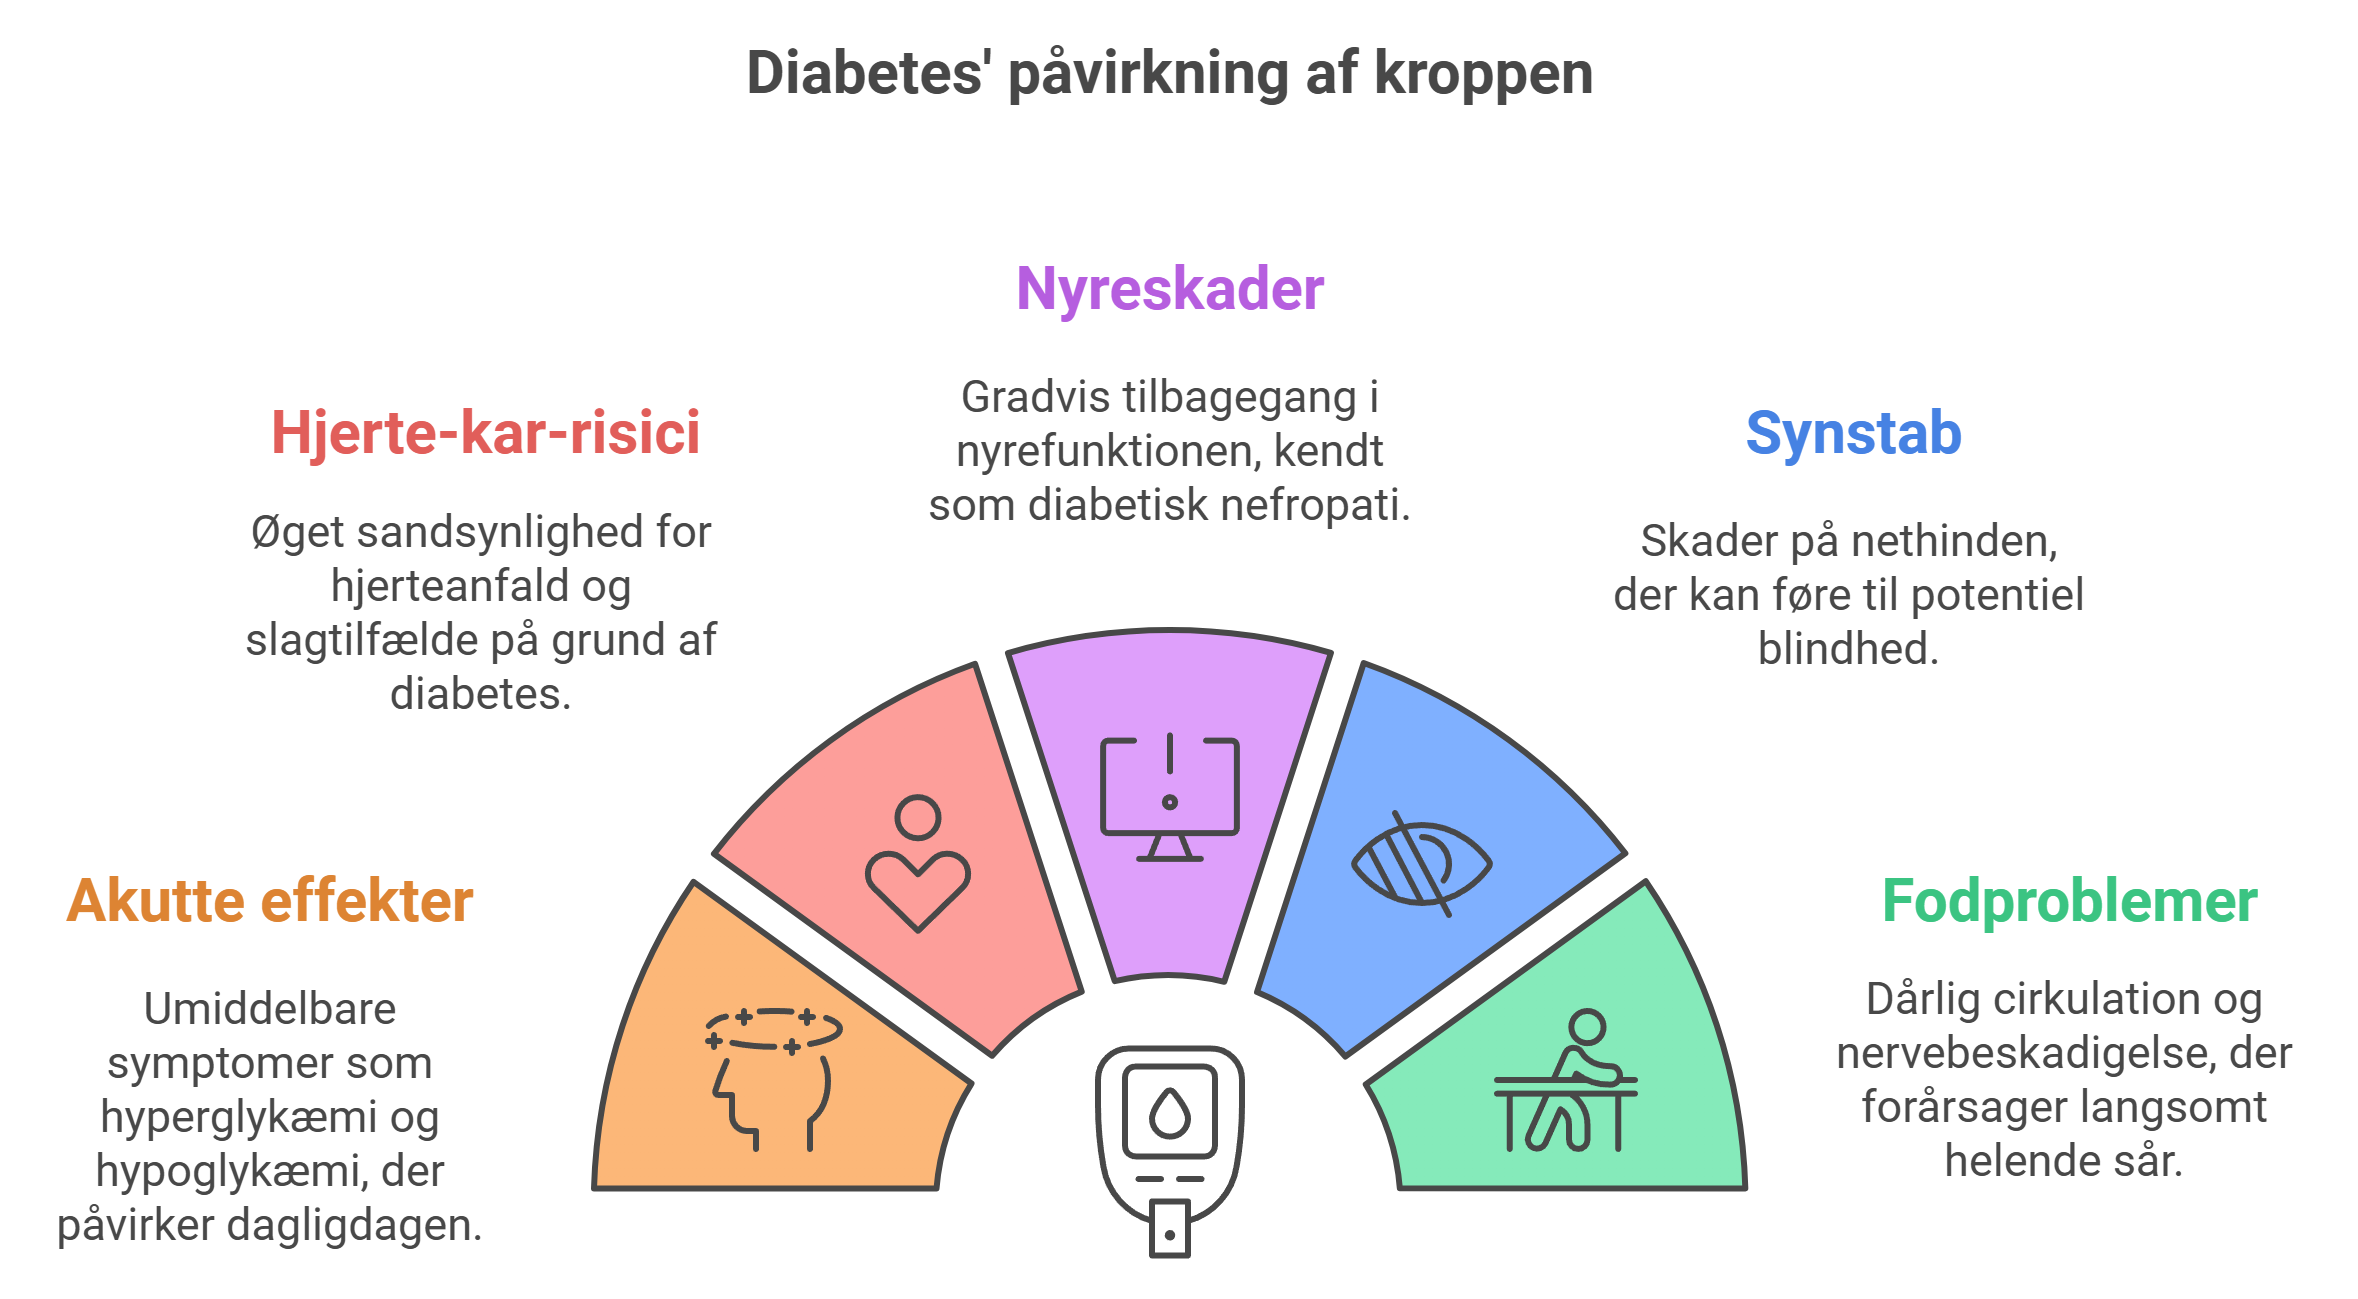 Diabetes' påvirkning af kroppen
Nyreskader
Gradvis tilbagegang i
nyrefunktionen, kendt
som diabetisk nefropati.
Hjerte-kar-risici
Øget sandsynlighed for
hjerteanfald og
slagtilfælde på grund af
diabetes.
Synstab
Skader på nethinden,
der kan føre til potentiel
blindhed.
Akutte effekter
Umiddelbare
symptomer som
hyperglykæmi og
hypoglykæmi, der
påvirker dagligdagen.
Fodproblemer
Dårlig cirkulation og
nervebeskadigelse, der
forårsager langsomt
helende sår.